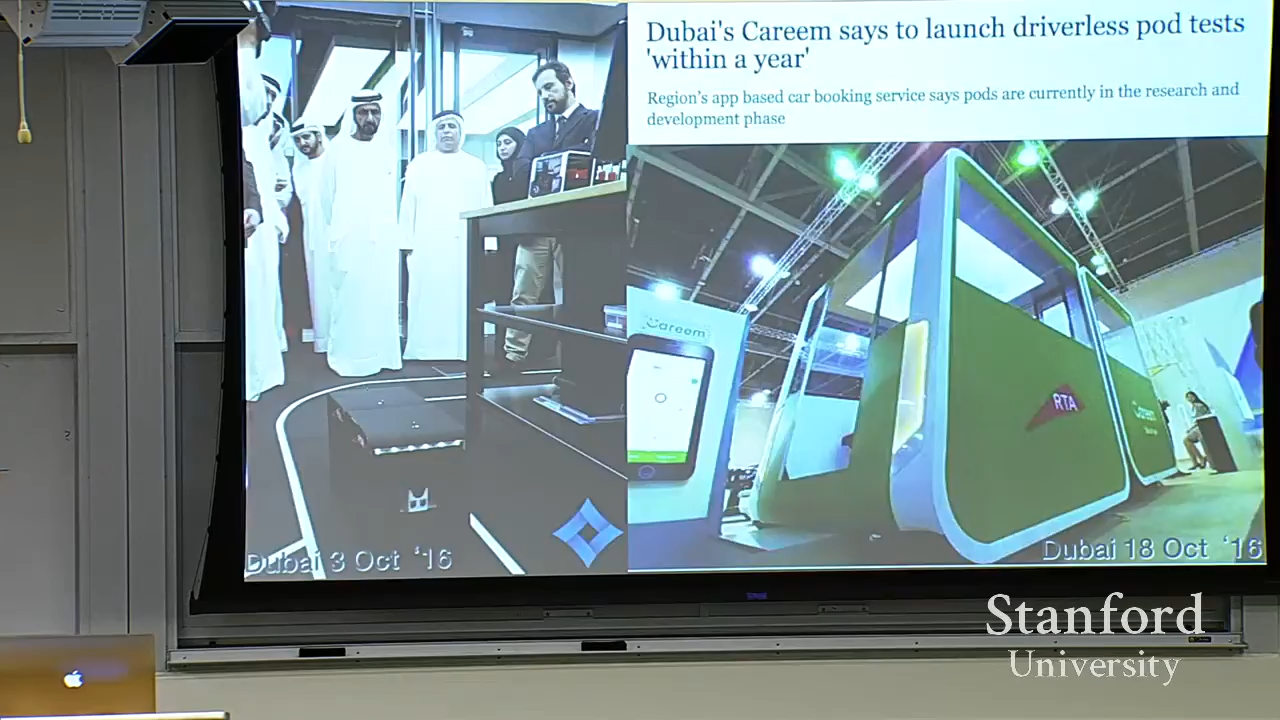 Dubai's Careem says to launch driverless pod tests
'within a year'
Region's app based car booking service says pods are currently in the research and
development phase
Careem
RTA
Careem
Dubai 3 Oct '16
Dubai 18 Oct '16
Stanford
University